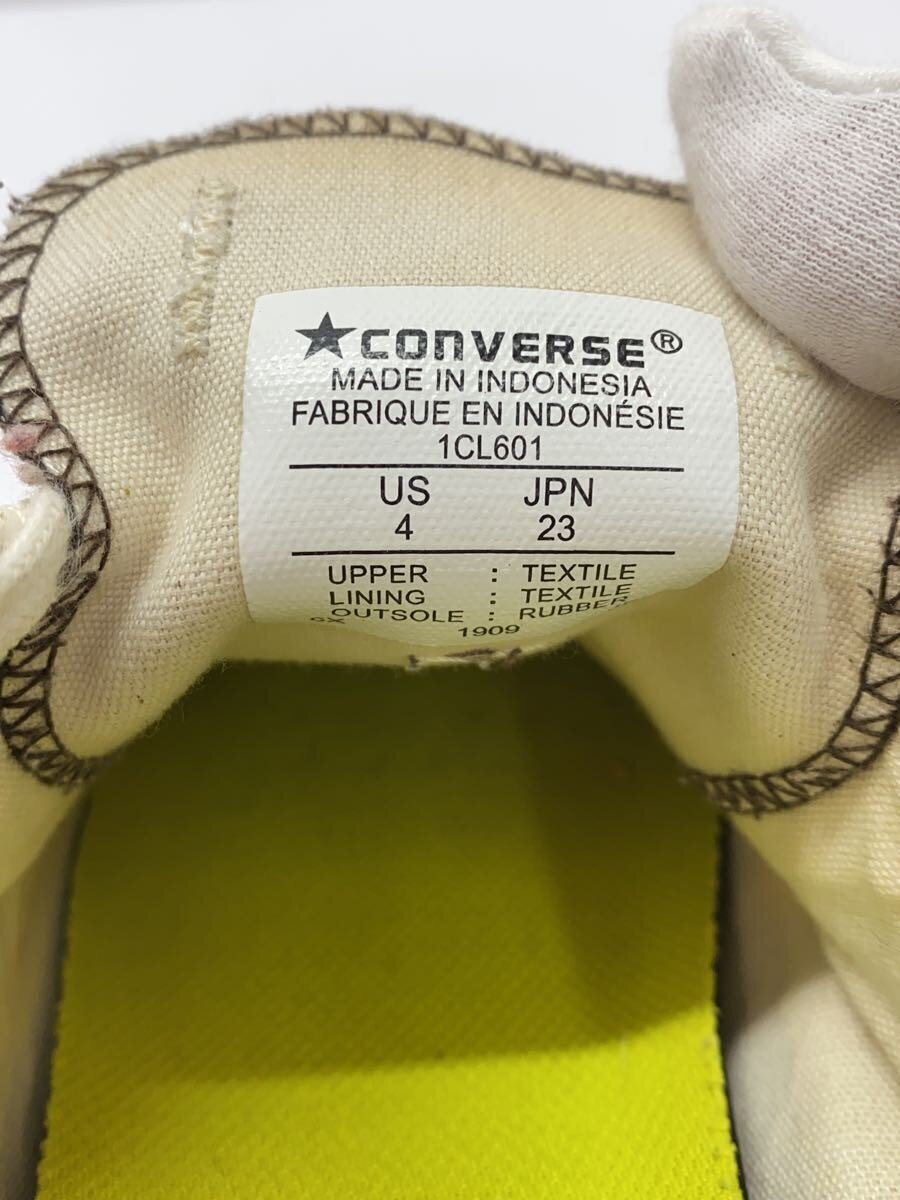 ★CONVERSE®
MADE IN INDONESIA
FABRIQUE EN INDONÉSIE
1CL601
US JPN
4 23
UPPER : TEXTILE
LINING : TEXTILE
OUTSOLE : RUBBER
1909